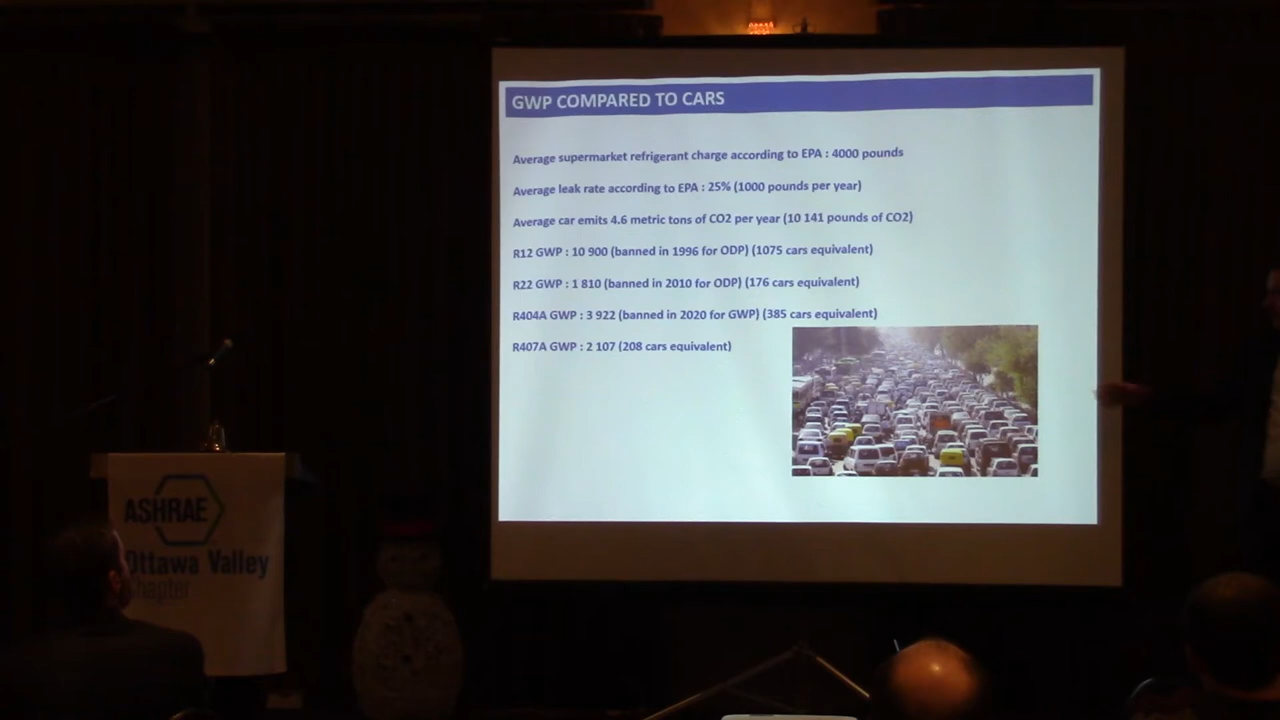 GWP COMPARED TO CARS
Average supermarket refrigerant charge according to EPA : 4000 pounds
Average leak rate according to EPA : 25% (1000 pounds per year)
Average car emits 4.6 metric tons of CO2 per year (10 141 pounds of CO2)
R12 GWP : 10 900 (banned in 1996 for ODP) (1075 cars equivalent)
R22 GWP : 1 810 (banned in 2010 for ODP) (176 cars equivalent)
R404A GWP : 3 922 (banned in 2020 for GWP) (385 cars equivalent)
R407A GWP : 2 107 (208 cars equivalent)
ASHRAE
Ottawa Valley
Chapter